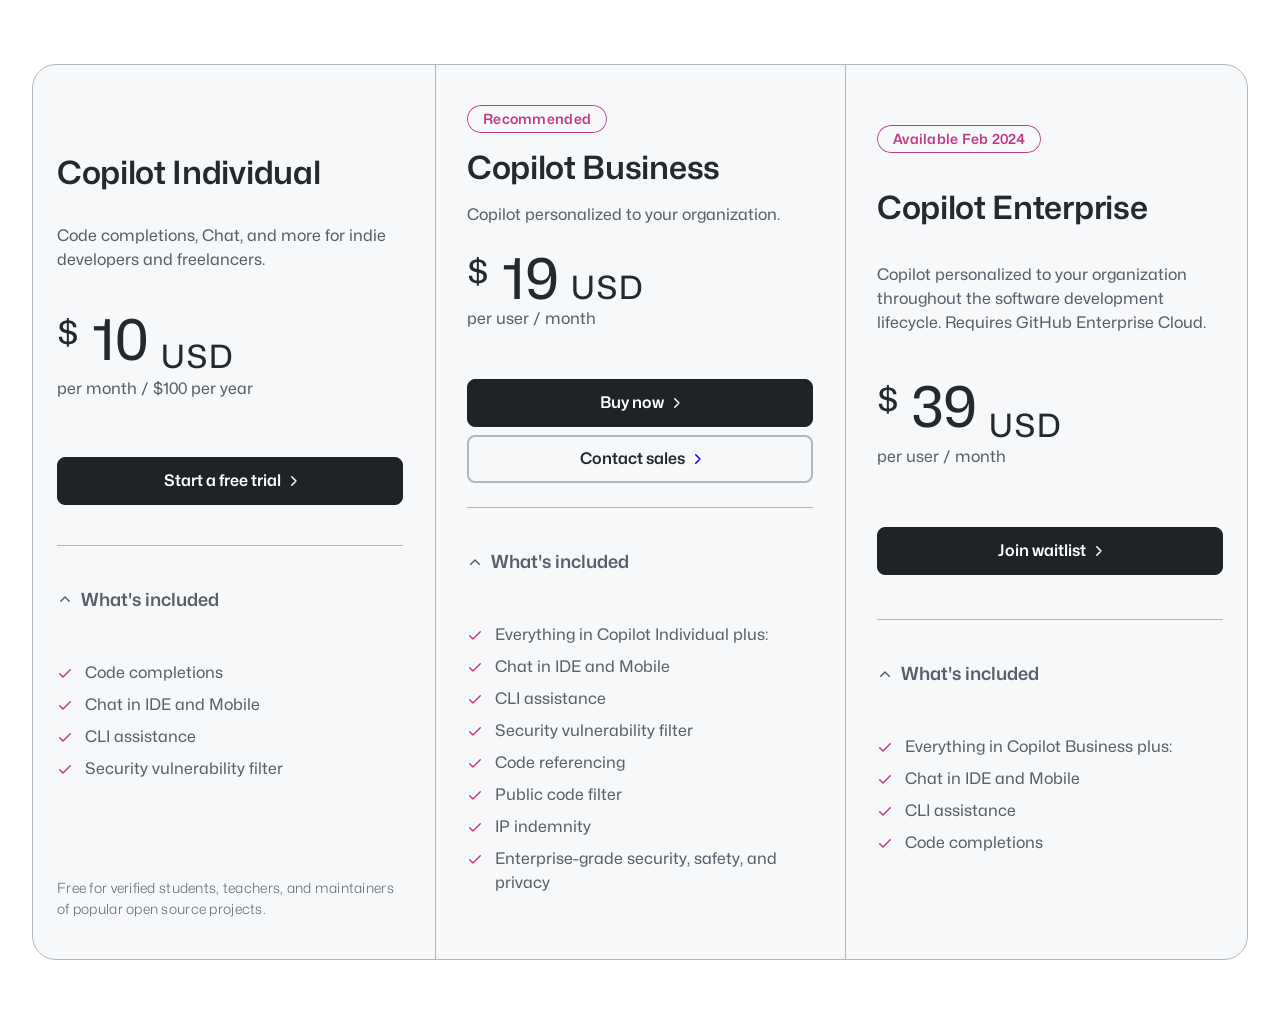 Copilot Individual
Code completions, Chat, and more for indie
developers and freelancers.
$ 10 USD
per month / $100 per year
Start a free trial
What's included
Code completions
Chat in IDE and Mobile
CLI assistance
Security vulnerability filter
Free for verified students, teachers, and maintainers
of popular open source projects.
Recommended
Copilot Business
Copilot personalized to your organization.
$ 19 USD
per user / month
Buy now
Contact sales
What's included
Everything in Copilot Individual plus:
Chat in IDE and Mobile
CLI assistance
Security vulnerability filter
Code referencing
Public code filter
IP indemnity
Enterprise-grade security, safety, and
privacy
Available Feb 2024
Copilot Enterprise
Copilot personalized to your organization
throughout the software development
lifecycle. Requires GitHub Enterprise Cloud.
$ 39 USD
per user / month
Join waitlist
What's included
Everything in Copilot Business plus:
Chat in IDE and Mobile
CLI assistance
Code completions